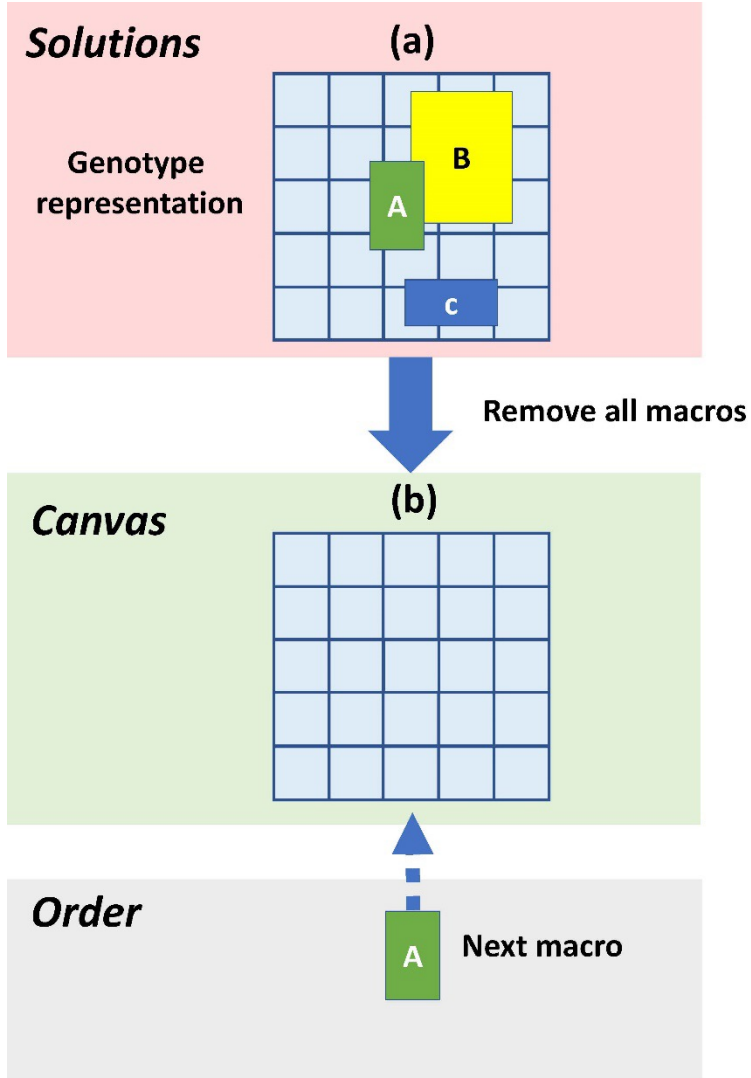 Solutions
(a)
Genotype
representation
B
A
c
Remove all macros
Canvas
(b)
Order
A
Next macro